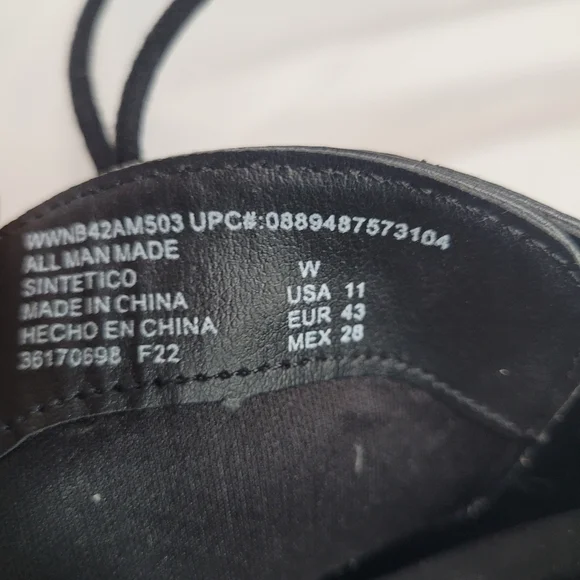 WWNB42AM503 UPC#:0889487573104
ALL MAN MADE
SINTETICO
MADE IN CHINA
HECHO EN CHINA
36170698 F22
W
USA 11
EUR 43
MEX 28